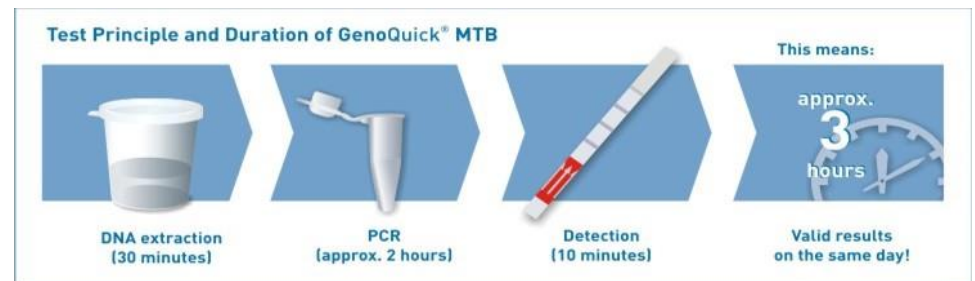 Test Principle and Duration of GenoQuick® MTB
This means:
approx.
3
hours
DNA extraction
(30 minutes)
PCR
(approx. 2 hours)
Detection
(10 minutes)
Valid results
on the same day!